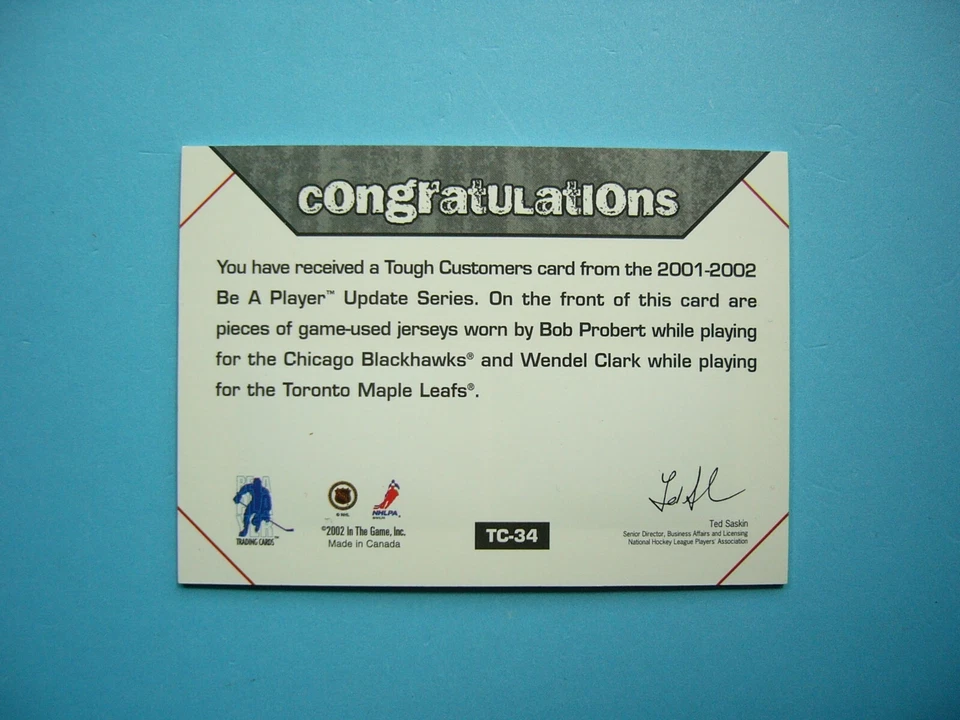 congratulations
You have received a Tough Customers card from the 2001-2002
Be A Player™ Update Series. On the front of this card are
pieces of game-used jerseys worn by Bob Probert while playing
for the Chicago Blackhawks® and Wendel Clark while playing
for the Toronto Maple Leafs®.
TRADING CARDS™
© NHL
NHLPA
©2002 In The Game, Inc.
Made in Canada
TC-34
Ted Saskin
Senior Director, Business Affairs and Licensing
National Hockey League Players' Association